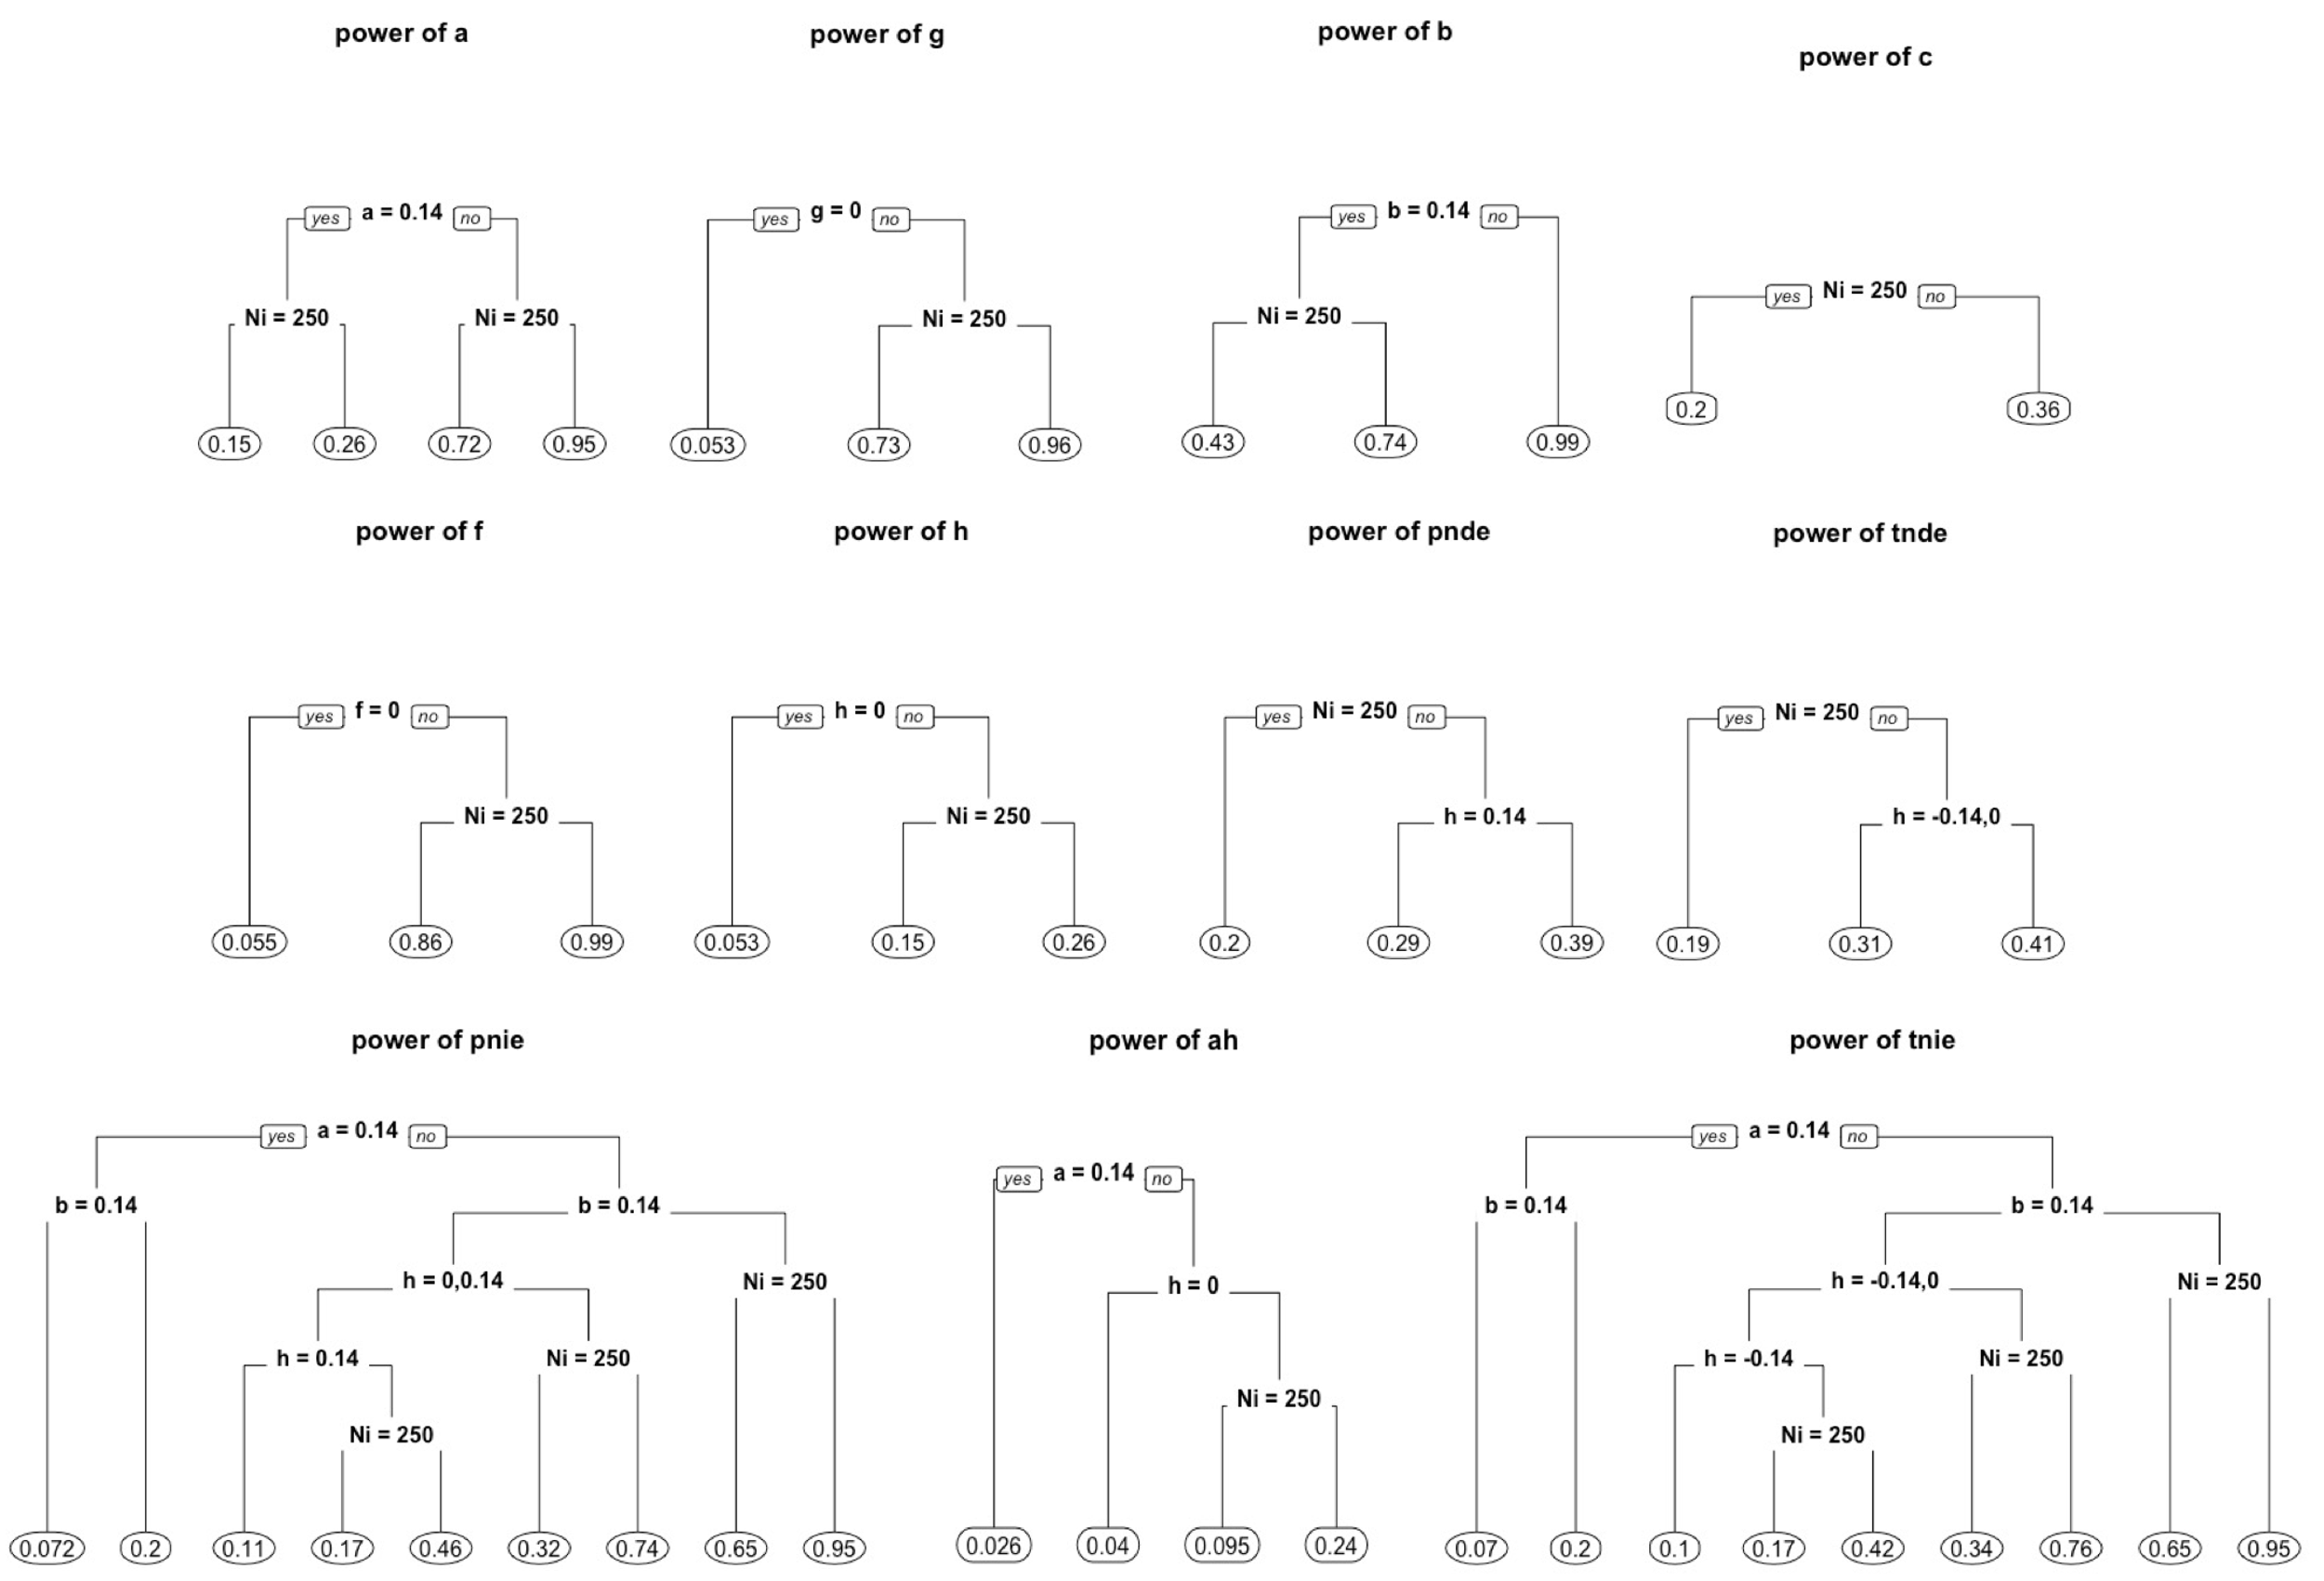 power of a
power of g
power of b
power of c
yes a = 0.14 no
yes g = 0 no
yes b = 0.14 no
yes Ni = 250 no
Ni = 250
Ni = 250
Ni = 250
Ni = 250
0.15 0.26 0.72 0.95
0.053 0.73 0.96
0.43 0.74 0.99
0.2 0.36
power of f
power of h
power of pnde
power of tnde
yes f = 0 no
yes h = 0 no
yes Ni = 250 no
yes Ni = 250 no
Ni = 250
Ni = 250
h = 0.14
h = -0.14,0
0.055 0.86 0.99
0.053 0.15 0.26
0.2 0.29 0.39
0.19 0.31 0.41
power of pnie
power of ah
power of tnie
yes a = 0.14 no
yes a = 0.14 no
yes a = 0.14 no
b = 0.14
b = 0.14
b = 0.14
b = 0.14
h = 0,0.14
Ni = 250
h = 0
h = -0.14,0
Ni = 250
h = 0.14
Ni = 250
Ni = 250
h = -0.14
Ni = 250
Ni = 250
Ni = 250
0.072 0.2 0.11 0.17 0.46 0.32 0.74 0.65 0.95
0.026 0.04 0.095 0.24
0.07 0.2 0.1 0.17 0.42 0.34 0.76 0.65 0.95